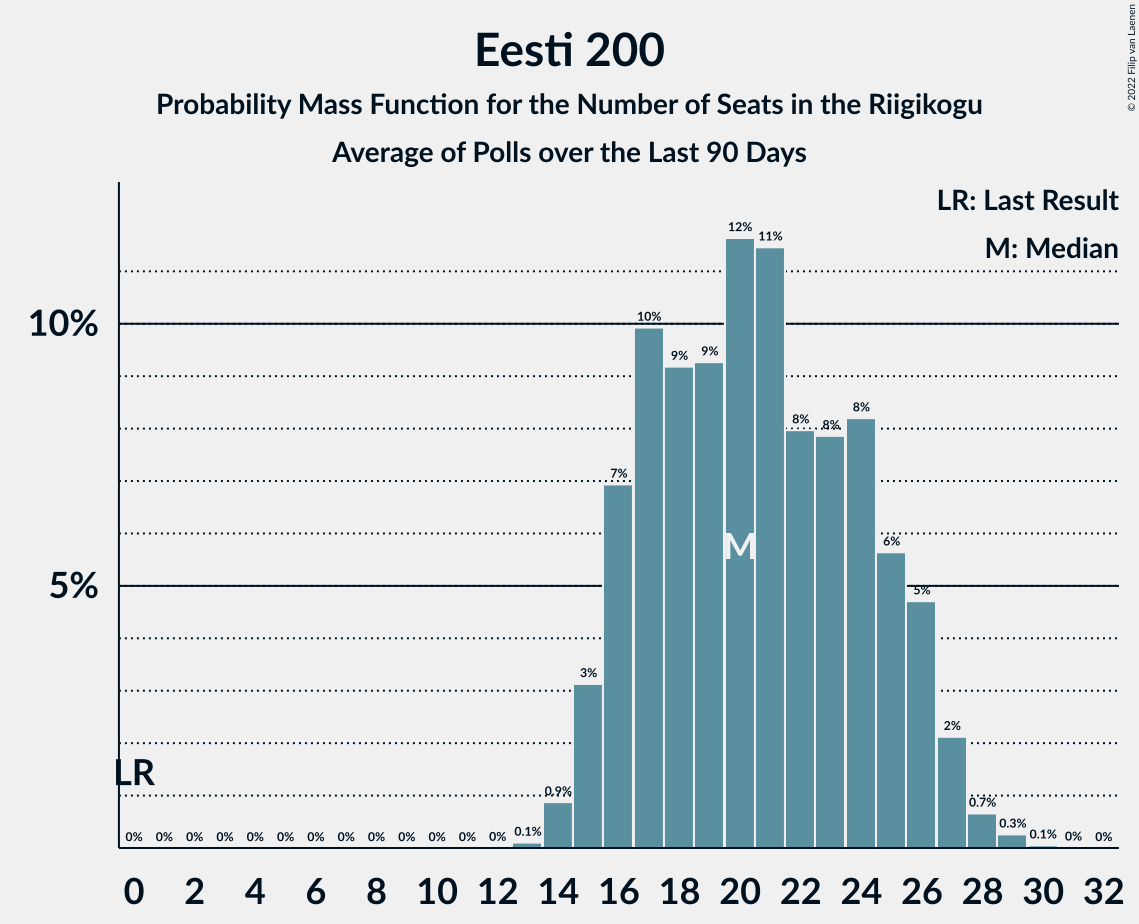 Eesti 200
Probability Mass Function for the Number of Seats in the Riigikogu
Average of Polls over the Last 90 Days
© 2022 Filip van Laenen
LR: Last Result
M: Median
10%
5%
LR
M
0% 0% 0% 0% 0% 0% 0% 0% 0% 0% 0% 0% 0% 0.1% 0.9% 3% 7% 10% 9% 9% 12% 11% 8% 8% 8% 6% 5% 2% 0.7% 0.3% 0.1% 0% 0%
0 2 4 6 8 10 12 14 16 18 20 22 24 26 28 30 32